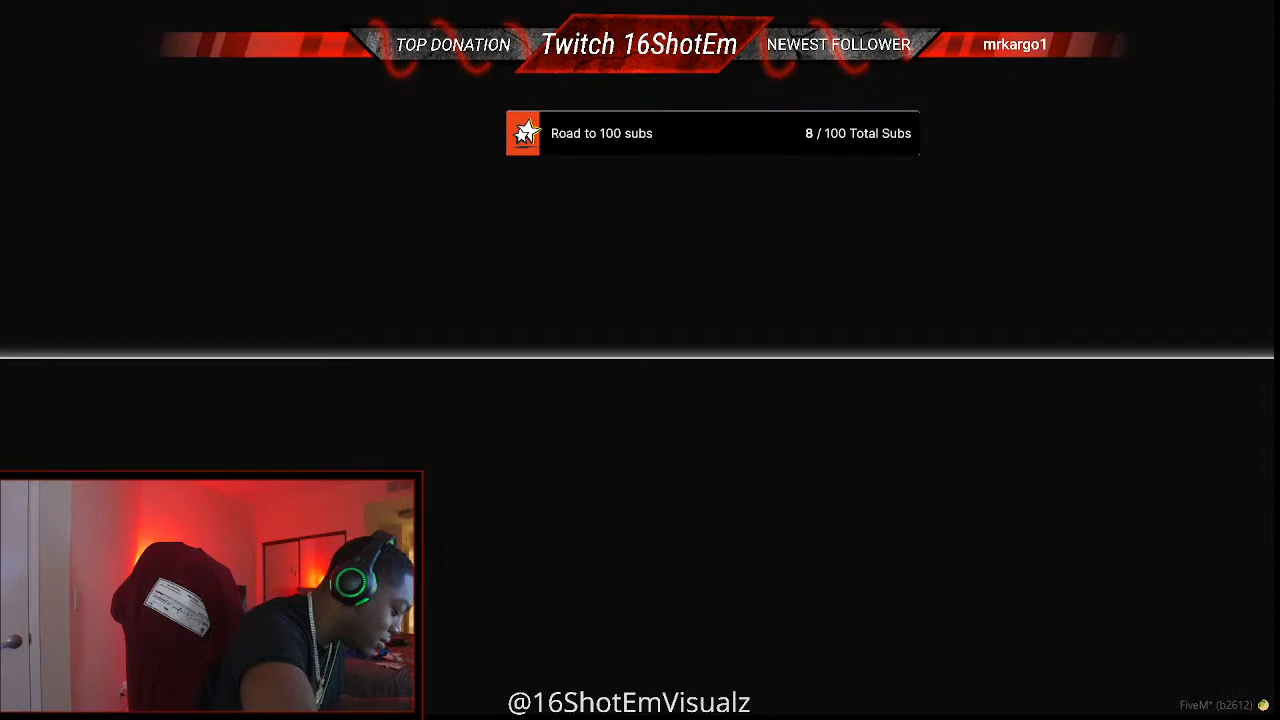 TOP DONATION
Twitch 16ShotEm
NEWEST FOLLOWER
mrkargo1
Road to 100 subs
8 / 100 Total Subs
@16ShotEmVisualz
FiveM* (b2612)